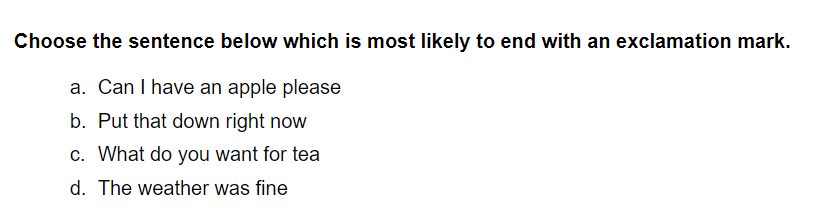 Choose the sentence below which is most likely to end with an exclamation mark.
a. Can I have an apple please
b. Put that down right now
c. What do you want for tea
d. The weather was fine